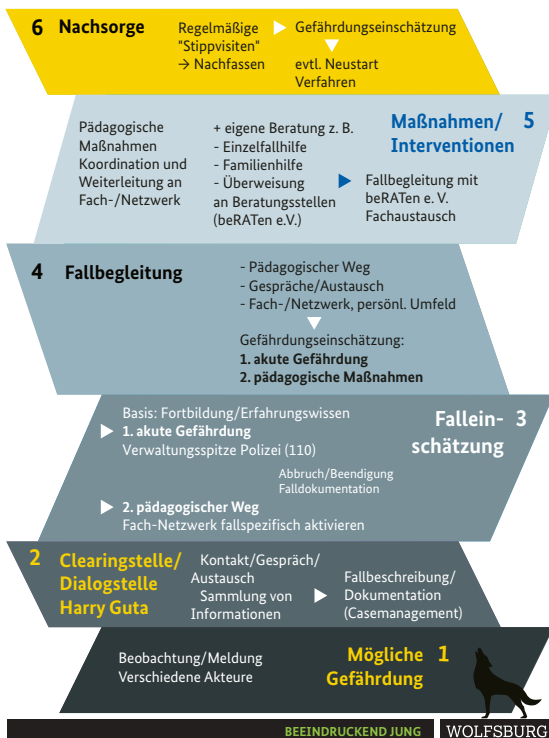 6 Nachsorge
Regelmäßige
"Stippvisiten"
→ Nachfassen
Gefährdungseinschätzung
evtl. Neustart
Verfahren
Maßnahmen/ 5
Interventionen
Pädagogische
Maßnahmen
Koordination und
Weiterleitung an
Fach-/Netzwerk
+ eigene Beratung z. B.
- Einzelfallhilfe
- Familienhilfe
- Überweisung
an Beratungsstellen
(beRATen e.V.)
Fallbegleitung mit
beRATen e. V.
Fachaustausch
4 Fallbegleitung
- Pädagogischer Weg
- Gespräche/Austausch
- Fach-/Netzwerk, persönl. Umfeld
Gefährdungseinschätzung:
1. akute Gefährdung
2. pädagogische Maßnahmen
Fallein- 3
schätzung
Basis: Fortbildung/Erfahrungswissen
1. akute Gefährdung
Verwaltungsspitze Polizei (110)
Abbruch/Beendigung
Falldokumentation
2. pädagogischer Weg
Fach-Netzwerk fallspezifisch aktivieren
2 Clearingstelle/
Dialogstelle
Harry Guta
Kontakt/Gespräch/
Austausch
Sammlung von
Informationen
Fallbeschreibung/
Dokumentation
(Casemanagement)
Mögliche 1
Gefährdung
Beobachtung/Meldung
Verschiedene Akteure
BEEINDRUCKEND JUNG
WOLFSBURG